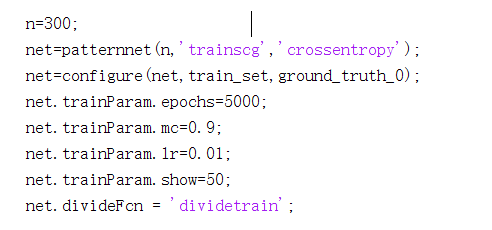 n=300;
net=patternnet(n,'trainscg','crossentropy');
net=configure(net,train_set,ground_truth_0);
net.trainParam.epochs=5000;
net.trainParam.mc=0.9;
net.trainParam.lr=0.01;
net.trainParam.show=50;
net.divideFcn = 'dividetrain';